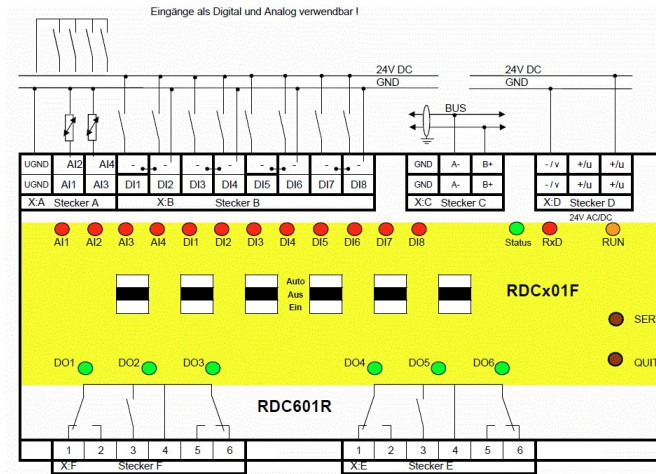 Eingänge als Digital und Analog verwendbar !
24V DC
GND
24V DC
GND
BUS
UGND AI2 AI4 - - - - - - - -
UGND AI1 AI3 DI1 DI2 DI3 DI4 DI5 DI6 DI7 DI8
X:A Stecker A X:B Stecker B
GND A- B+
GND A- B+
X:C Stecker C
- / v +/u +/u
- / v +/u +/u
X:D Stecker D
24V AC/DC
AI1 AI2 AI3 AI4 DI1 DI2 DI3 DI4 DI5 DI6 DI7 DI8 Status RxD RUN
Auto
Aus
Ein
RDCx01F
SER
QUIT
DO1 DO2 DO3 DO4 DO5 DO6
RDC601R
1 2 3 4 5 6
X:F Stecker F
1 2 3 4 5 6
X:E Stecker E